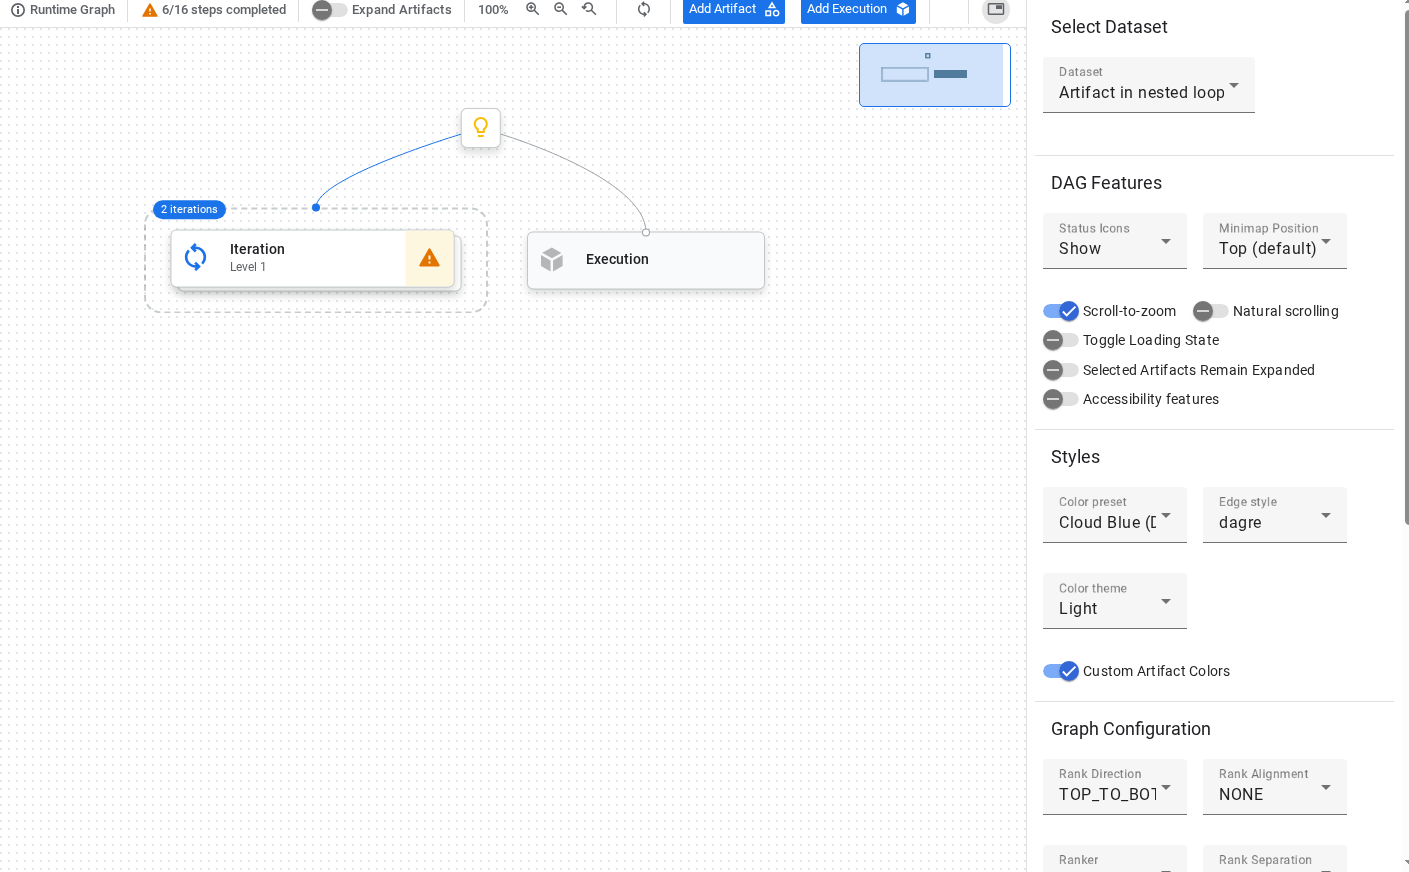 Runtime Graph
6/16 steps completed
Expand Artifacts
100%
Add Artifact
Add Execution
2 iterations
Iteration
Level 1
Execution
Select Dataset
Dataset
Artifact in nested loop
DAG Features
Status Icons
Show
Minimap Position
Top (default)
Scroll-to-zoom
Natural scrolling
Toggle Loading State
Selected Artifacts Remain Expanded
Accessibility features
Styles
Color preset
Cloud Blue (D
Edge style
dagre
Color theme
Light
Custom Artifact Colors
Graph Configuration
Rank Direction
TOP_TO_BOT
Rank Alignment
NONE
Ranker
Rank Separation